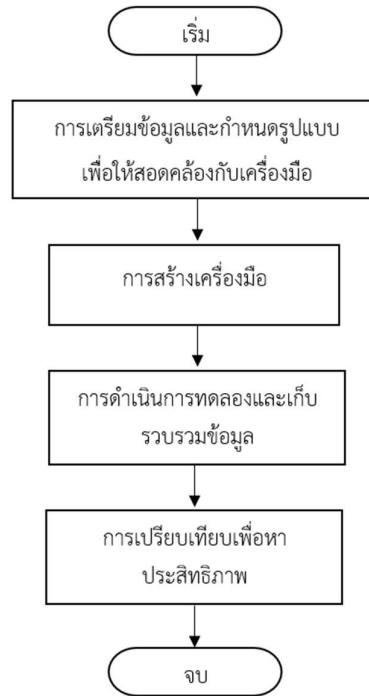 เริ่ม
การเตรียมข้อมูลและกำหนดรูปแบบ
เพื่อให้สอดคล้องกับเครื่องมือ
การสร้างเครื่องมือ
การดำเนินการทดลองและเก็บ
รวบรวมข้อมูล
การเปรียบเทียบเพื่อหา
ประสิทธิภาพ
จบ